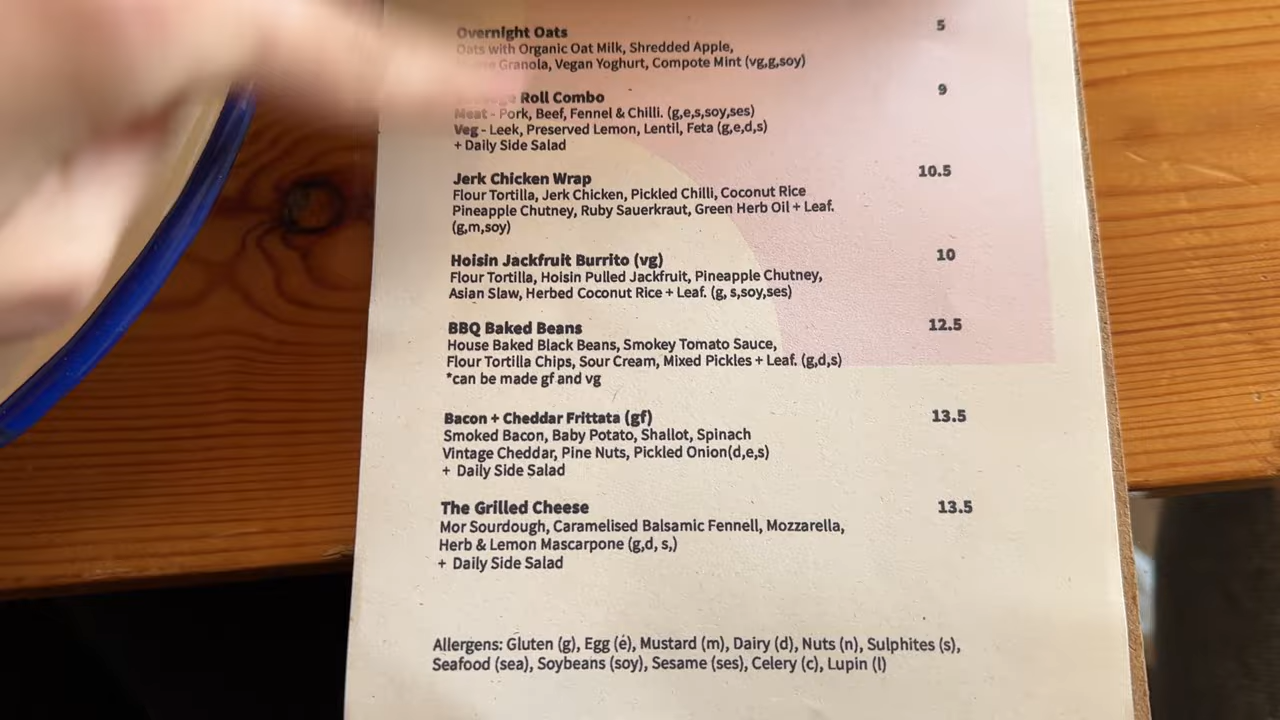 Overnight Oats 5
Oats with Organic Oat Milk, Shredded Apple,
Granola, Vegan Yoghurt, Compote Mint (vg,g,soy)
Roll Combo 9
Meat - Pork, Beef, Fennel & Chilli. (g,e,s,soy,ses)
Veg - Leek, Preserved Lemon, Lentil, Feta (g,e,d,s)
+ Daily Side Salad
Jerk Chicken Wrap 10.5
Flour Tortilla, Jerk Chicken, Pickled Chilli, Coconut Rice
Pineapple Chutney, Ruby Sauerkraut, Green Herb Oil + Leaf.
(g,m,soy)
Hoisin Jackfruit Burrito (vg) 10
Flour Tortilla, Hoisin Pulled Jackfruit, Pineapple Chutney,
Asian Slaw, Herbed Coconut Rice + Leaf. (g, s,soy,ses)
BBQ Baked Beans 12.5
House Baked Black Beans, Smokey Tomato Sauce,
Flour Tortilla Chips, Sour Cream, Mixed Pickles + Leaf. (g,d,s)
*can be made gf and vg
Bacon + Cheddar Frittata (gf) 13.5
Smoked Bacon, Baby Potato, Shallot, Spinach
Vintage Cheddar, Pine Nuts, Pickled Onion(d,e,s)
+ Daily Side Salad
The Grilled Cheese 13.5
Mor Sourdough, Caramelised Balsamic Fennell, Mozzarella,
Herb & Lemon Mascarpone (g,d, s,)
+ Daily Side Salad
Allergens: Gluten (g), Egg (é), Mustard (m), Dairy (d), Nuts (n), Sulphites (s),
Seafood (sea), Soybeans (soy), Sesame (ses), Celery (c), Lupin (l)